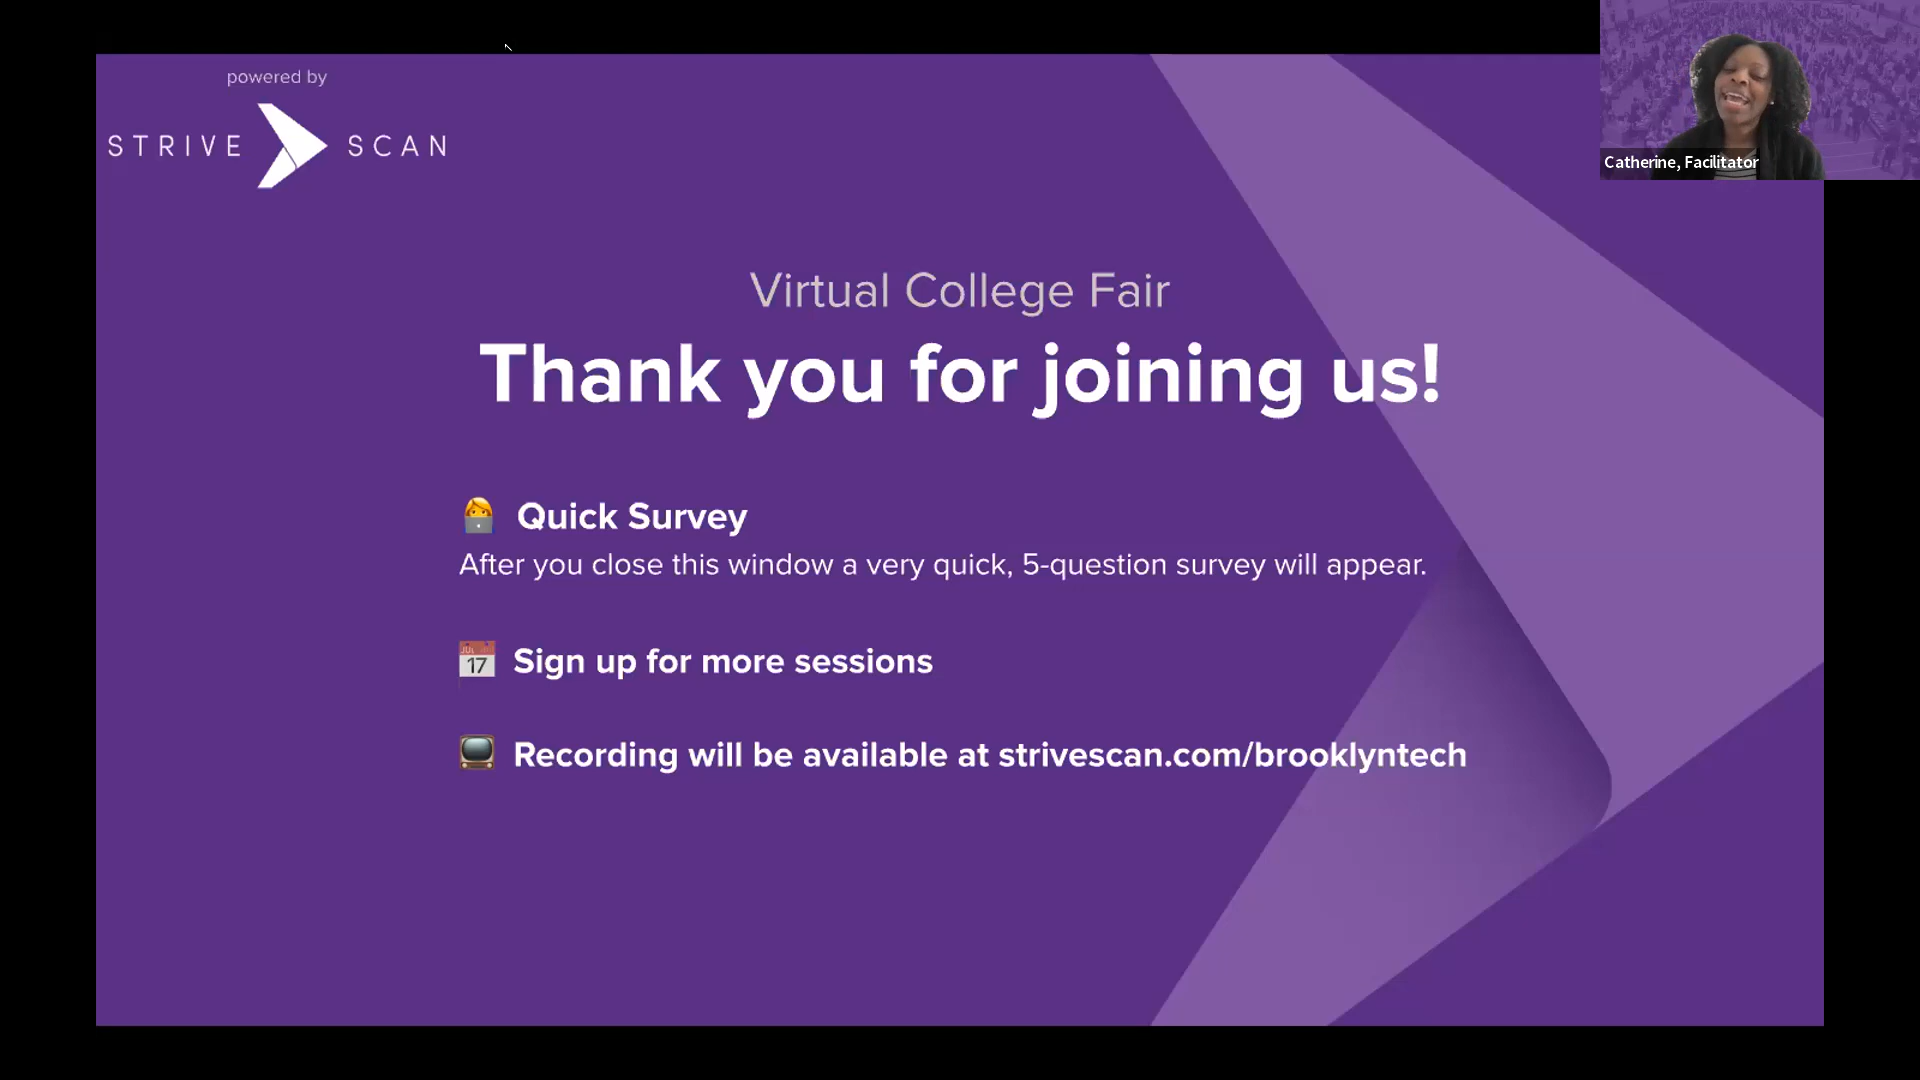 powered by
STRIVE SCAN
Catherine, Facilitator
Virtual College Fair
Thank you for joining us!
Quick Survey
After you close this window a very quick, 5-question survey will appear.
JUL
17
Sign up for more sessions
Recording will be available at strivescan.com/brooklyntech